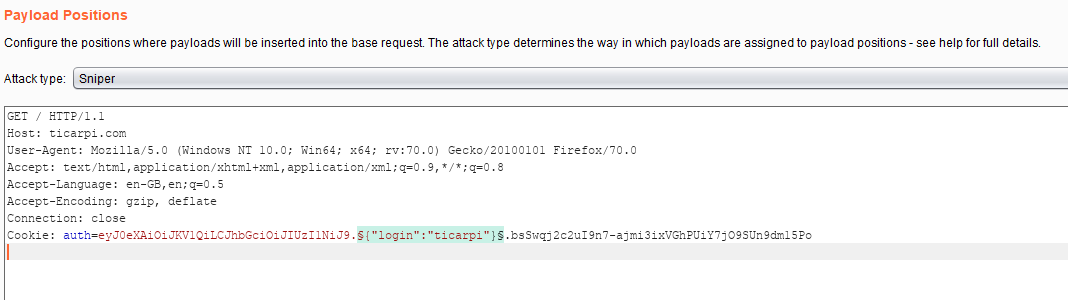 Payload Positions
Configure the positions where payloads will be inserted into the base request. The attack type determines the way in which payloads are assigned to payload positions - see help for full details.
Attack type: Sniper
GET / HTTP/1.1
Host: ticarpi.com
User-Agent: Mozilla/5.0 (Windows NT 10.0; Win64; x64; rv:70.0) Gecko/20100101 Firefox/70.0
Accept: text/html,application/xhtml+xml,application/xml;q=0.9,*/*;q=0.8
Accept-Language: en-GB,en;q=0.5
Accept-Encoding: gzip, deflate
Connection: close
Cookie: auth=eyJ0eXAiOiJKV1QiLCJhbGciOiJIUzI1NiJ9.§{"login":"ticarpi"}§.bsSwqj2c2uI9n7-ajmi3ixVGhPUiY7jO9SUn9dm15Po